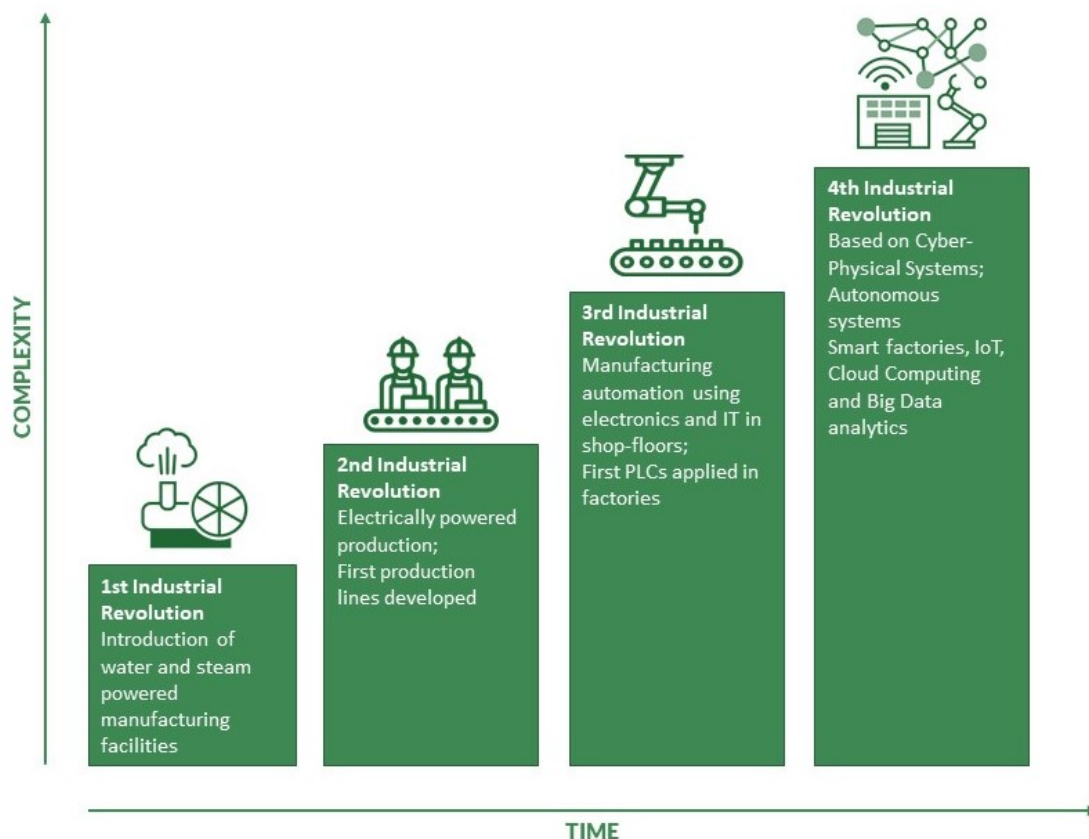 COMPLEXITY
1st Industrial
Revolution
Introduction of
water and steam
powered
manufacturing
facilities
2nd Industrial
Revolution
Electrically powered
production;
First production
lines developed
3rd Industrial
Revolution
Manufacturing
automation using
electronics and IT in
shop-floors;
First PLCs applied in
factories
4th Industrial
Revolution
Based on Cyber-
Physical Systems;
Autonomous
systems
Smart factories, IoT,
Cloud Computing
and Big Data
analytics
TIME